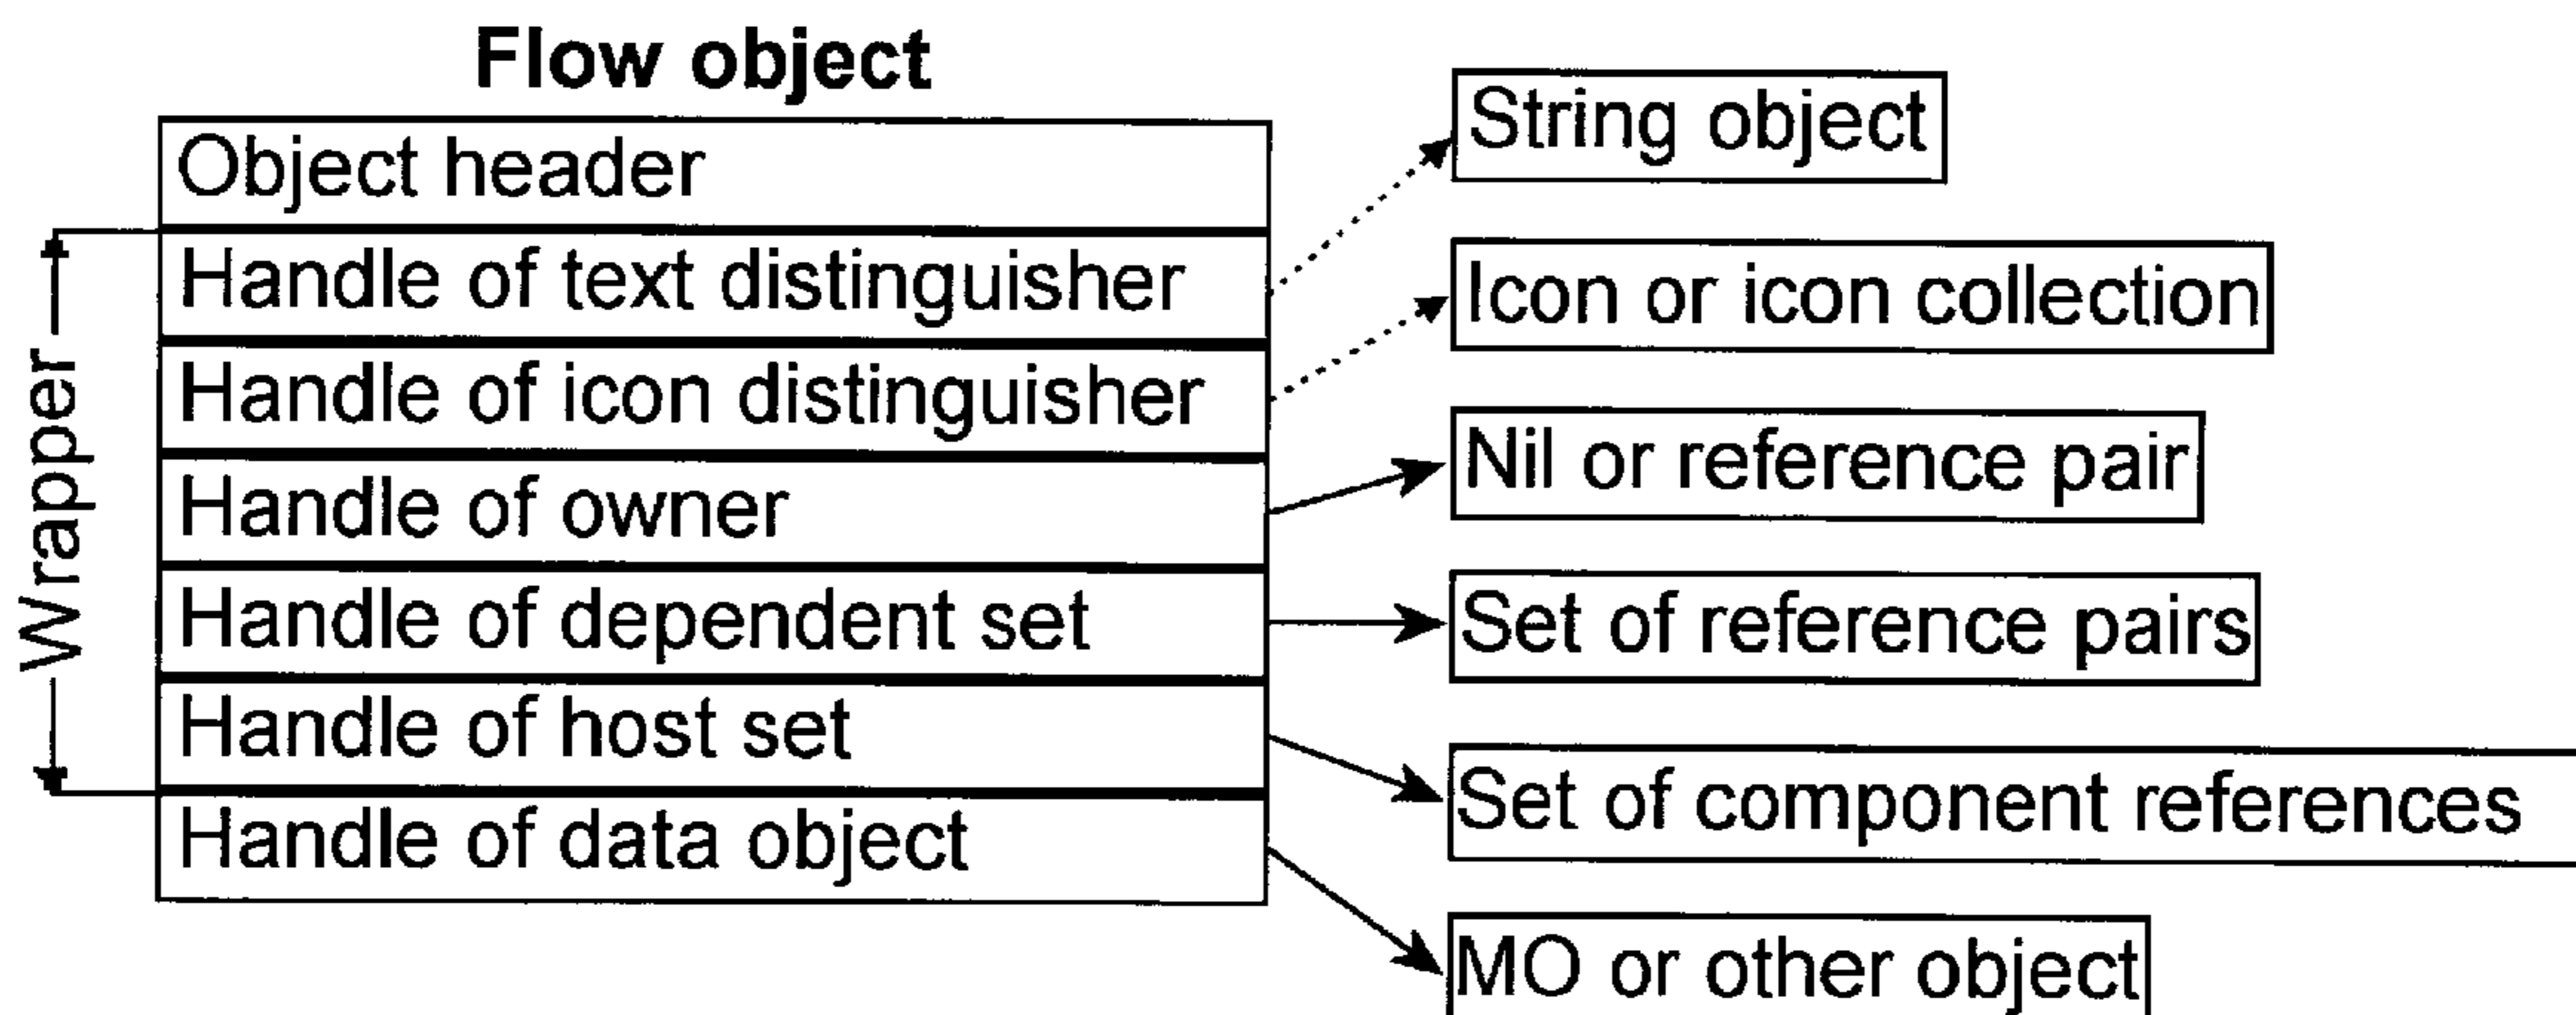 Flow object
Object header
Handle of text distinguisher
Handle of icon distinguisher
Handle of owner
Handle of dependent set
Handle of host set
Handle of data object
Wrapper
String object
Icon or icon collection
Nil or reference pair
Set of reference pairs
Set of component references
MO or other object